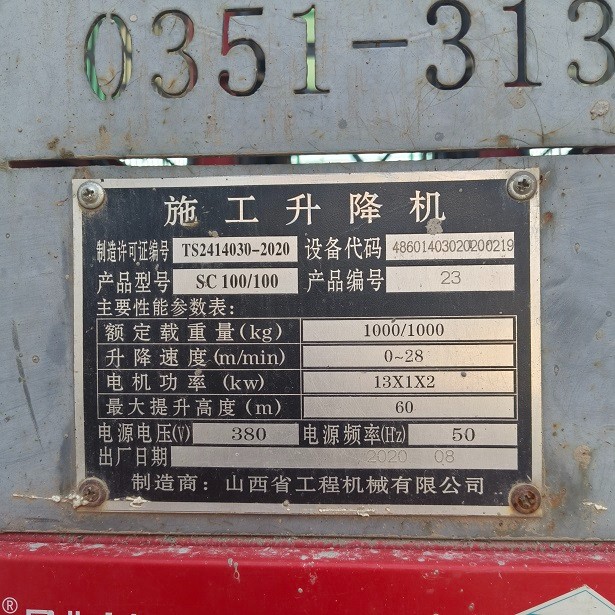 0351-313
施工升降机
制造许可证编号 TS2414030-2020 设备代码 48601403020200219
产品型号 SC 100/100 产品编号 23
主要性能参数表:
额定载重量(kg) 1000/1000
升降速度(m/min) 0~28
电机功率(kw) 13X1X2
最大提升高度(m) 60
电源电压(V) 380 电源频率(Hz) 50
出厂日期 2020 08
制造商:山西省工程机械有限公司
®